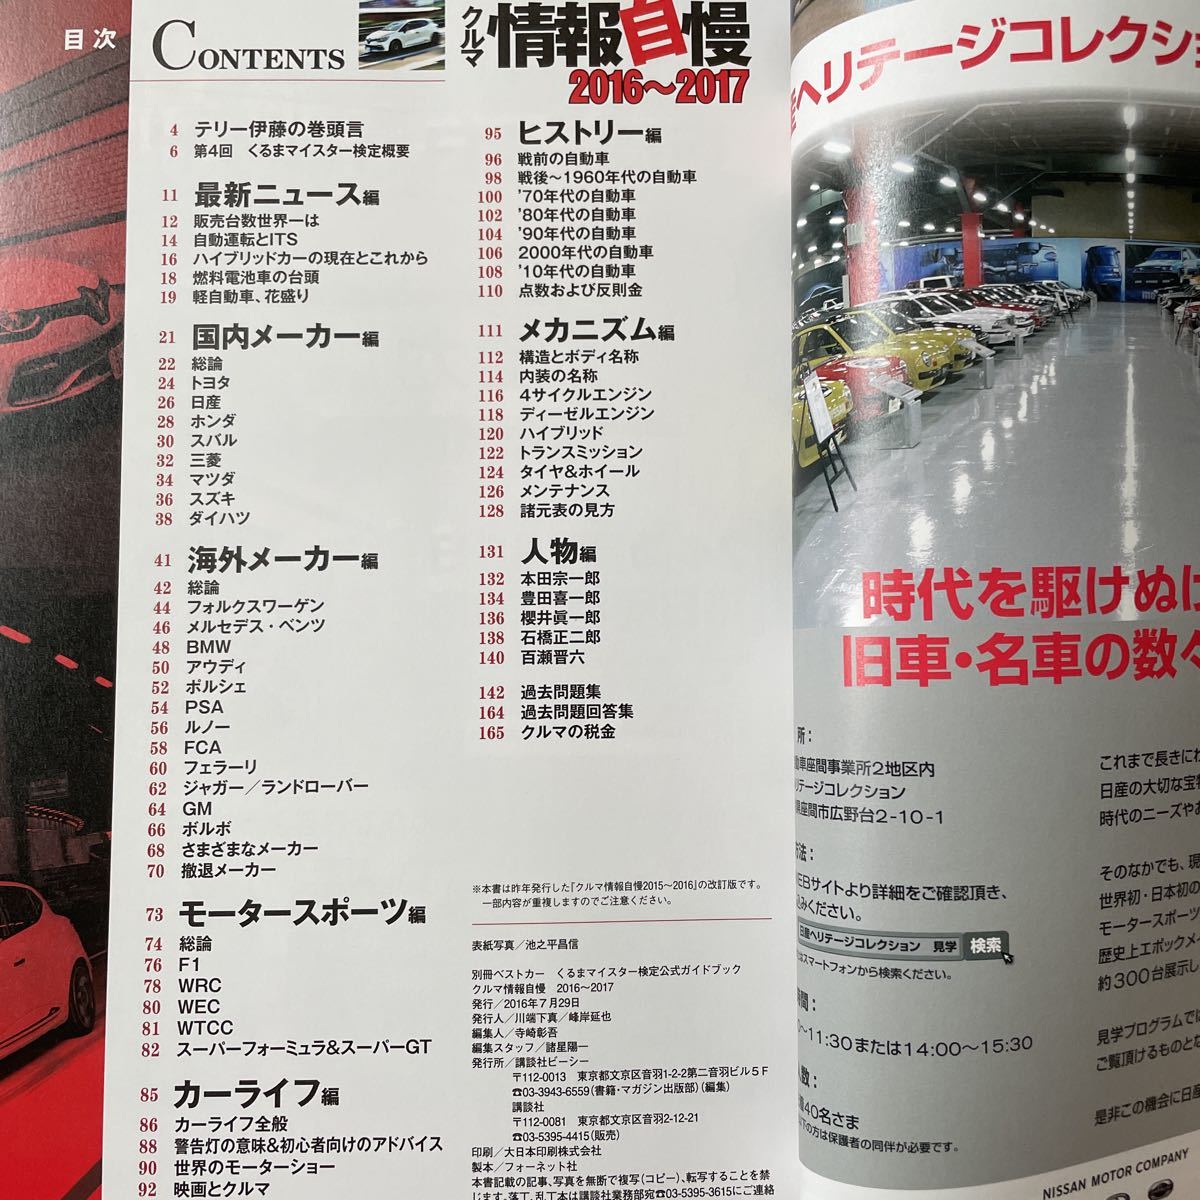 目次
CONTENTS
クルマ情報自慢
2016〜2017
4 テリー伊藤の巻頭言
6 第4回　くるまマイスター検定概要
11 最新ニュース編
12 販売台数世界一は
14 自動運転とITS
16 ハイブリッドカーの現在とこれから
18 燃料電池車の台頭
19 軽自動車、花盛り
21 国内メーカー編
22 総論
24 トヨタ
26 日産
28 ホンダ
30 スバル
32 三菱
34 マツダ
36 スズキ
38 ダイハツ
41 海外メーカー編
42 総論
44 フォルクスワーゲン
46 メルセデス・ベンツ
48 BMW
50 アウディ
52 ポルシェ
54 PSA
56 ルノー
58 FCA
60 フェラーリ
62 ジャガー／ランドローバー
64 GM
66 ボルボ
68 さまざまなメーカー
70 撤退メーカー
73 モータースポーツ編
74 総論
76 F1
78 WRC
80 WEC
81 WTCC
82 スーパーフォーミュラ&スーパーGT
85 カーライフ編
86 カーライフ全般
88 警告灯の意味&初心者向けのアドバイス
90 世界のモーターショー
92 映画とクルマ
95 ヒストリー編
96 戦前の自動車
98 戦後〜1960年代の自動車
100 '70年代の自動車
102 '80年代の自動車
104 '90年代の自動車
106 2000年代の自動車
108 '10年代の自動車
110 点数および反則金
111 メカニズム編
112 構造とボディ名称
114 内装の名称
116 4サイクルエンジン
118 ディーゼルエンジン
120 ハイブリッド
122 トランスミッション
124 タイヤ&ホイール
126 メンテナンス
128 諸元表の見方
131 人物編
132 本田宗一郎
134 豊田喜一郎
136 櫻井眞一郎
138 石橋正二郎
140 百瀬晋六
142 過去問題集
164 過去問題回答集
165 クルマの税金
※本書は昨年発行した『クルマ情報自慢2015〜2016』の改訂版です。
一部内容が重複しますのでご注意ください。
表紙写真／池之平昌信
別冊ベストカー　くるまマイスター検定公式ガイドブック
クルマ情報自慢　2016〜2017
発行／2016年7月29日
発行人／川端下真／峰岸延也
編集人／寺崎彰吾
編集スタッフ／諸星陽一
発行所／講談社ビーシー
〒112-0013　東京都文京区音羽1-2-2第二音羽ビル5F
☎03-3943-6559（書籍・マガジン出版部）（編集）
講談社
〒112-0081　東京都文京区音羽2-12-21
☎03-5395-4415（販売）
印刷／大日本印刷株式会社
製本／フォーネット社
本書記載の記事、写真を無断で複写（コピー）、転写することを禁
じます。落丁、乱丁本は講談社業務部宛☎03-5395-3615にご連絡
ヘリテージコレクショ
時代を駆けぬけ
旧車・名車の数々
所：
動車座間事業所2地区内
リテージコレクション
県座間市広野台2-10-1
方法：
EBサイトより詳細をご確認頂き、
込みください。
日産ヘリテージコレクション　見学 検索
はスマートフォンから検索ください。
時間：
0〜11:30または14:00〜15:30
人数：
40名さま
以下の方は保護者の同伴が必要です。
これまで長きにわ
日産の大切な宝物
時代のニーズやお
そのなかでも、現
世界初・日本初の
モータースポーツ
歴史上エポックメイ
約300台展示し
見学プログラムでは
ご覧頂けるものとな
是非この機会に日産
NISSAN MOTOR COMPANY